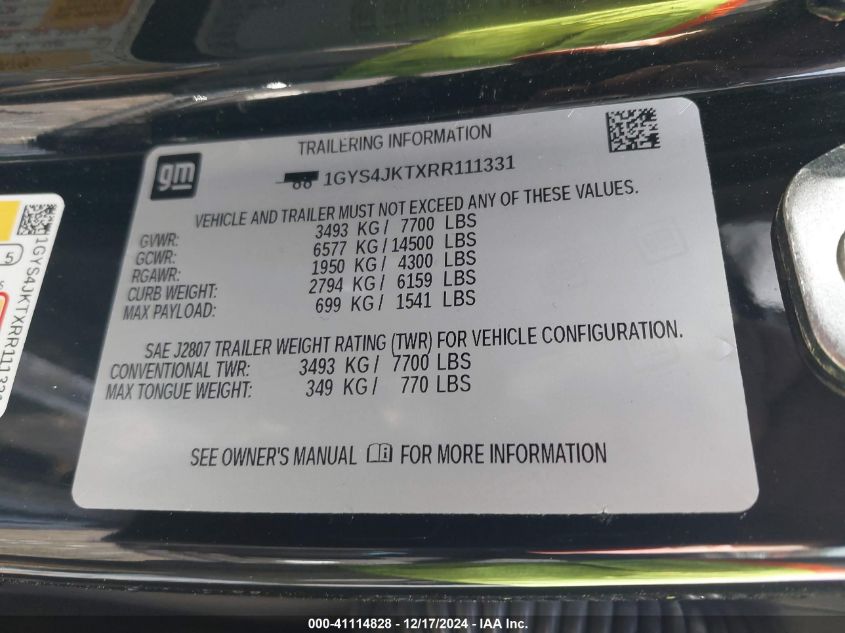 TRAILERING INFORMATION
gm
1GYS4JKTXRR111331
VEHICLE AND TRAILER MUST NOT EXCEED ANY OF THESE VALUES.
GVWR: 3493 KG/ 7700 LBS
GCWR: 6577 KG/14500 LBS
RGAWR: 1950 KG/ 4300 LBS
CURB WEIGHT: 2794 KG/ 6159 LBS
MAX PAYLOAD: 699 KG/ 1541 LBS
SAE J2807 TRAILER WEIGHT RATING (TWR) FOR VEHICLE CONFIGURATION.
CONVENTIONAL TWR: 3493 KG/ 7700 LBS
MAX TONGUE WEIGHT: 349 KG/ 770 LBS
SEE OWNER'S MANUAL FOR MORE INFORMATION
5
1GYS4JKTXRR11133
000-41114828 - 12/17/2024 - IAA Inc.